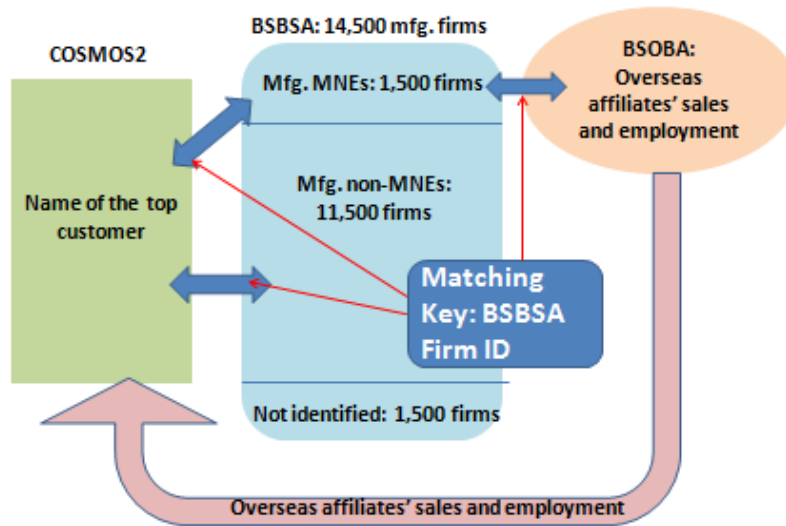 BSBSA: 14,500 mfg. firms
COSMOS2
Mfg. MNEs: 1,500 firms
BSOBA:
Overseas
affiliates’ sales
and employment
Name of the top
customer
Mfg. non-MNEs:
11,500 firms
Matching
Key: BSBSA
Firm ID
Not identified: 1,500 firms
Overseas affiliates’ sales and employment